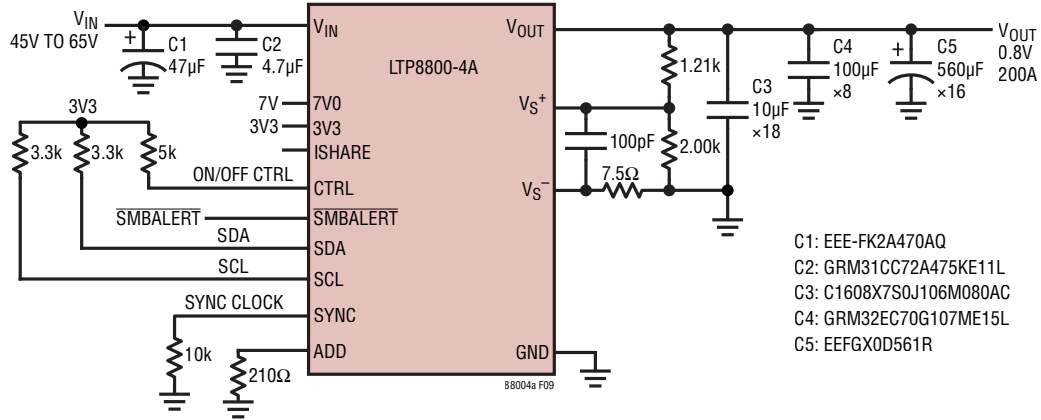 VIN
45V TO 65V
+
C1
47µF
C2
4.7µF
VIN
LTP8800-4A
VOUT
1.21k
C3
10µF
×18
C4
100µF
×8
+
C5
560µF
×16
VOUT
0.8V
200A
7V
7V0
3V3
3V3
ISHARE
VS+
100pF
2.00k
VS−
7.5Ω
3V3
3.3k
3.3k
5k
ON/OFF CTRL
CTRL
SMBALERT
SMBALERT
SDA
SDA
SCL
SCL
SYNC CLOCK
SYNC
10k
210Ω
ADD
GND
C1: EEE-FK2A470AQ
C2: GRM31CC72A475KE11L
C3: C1608X7S0J106M080AC
C4: GRM32EC70G107ME15L
C5: EEFGX0D561R
88004a F09